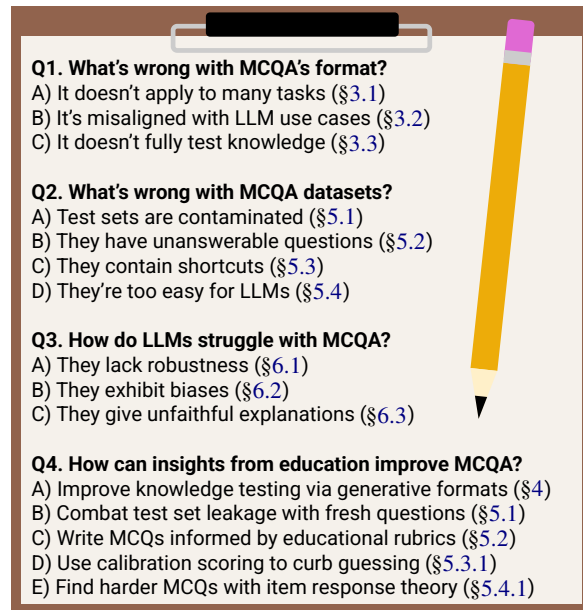 Q1. What's wrong with MCQA's format?
A) It doesn't apply to many tasks (§3.1)
B) It's misaligned with LLM use cases (§3.2)
C) It doesn't fully test knowledge (§3.3)
Q2. What's wrong with MCQA datasets?
A) Test sets are contaminated (§5.1)
B) They have unanswerable questions (§5.2)
C) They contain shortcuts (§5.3)
D) They're too easy for LLMs (§5.4)
Q3. How do LLMs struggle with MCQA?
A) They lack robustness (§6.1)
B) They exhibit biases (§6.2)
C) They give unfaithful explanations (§6.3)
Q4. How can insights from education improve MCQA?
A) Improve knowledge testing via generative formats (§4)
B) Combat test set leakage with fresh questions (§5.1)
C) Write MCQs informed by educational rubrics (§5.2)
D) Use calibration scoring to curb guessing (§5.3.1)
E) Find harder MCQs with item response theory (§5.4.1)